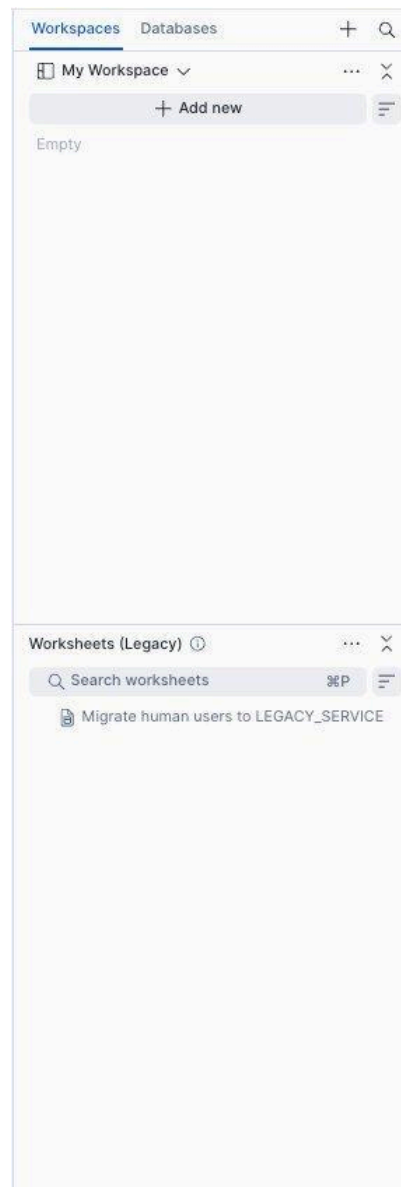 Workspaces Databases
My Workspace
+ Add new
Empty
Worksheets (Legacy)
Search worksheets ⌘P
Migrate human users to LEGACY_SERVICE